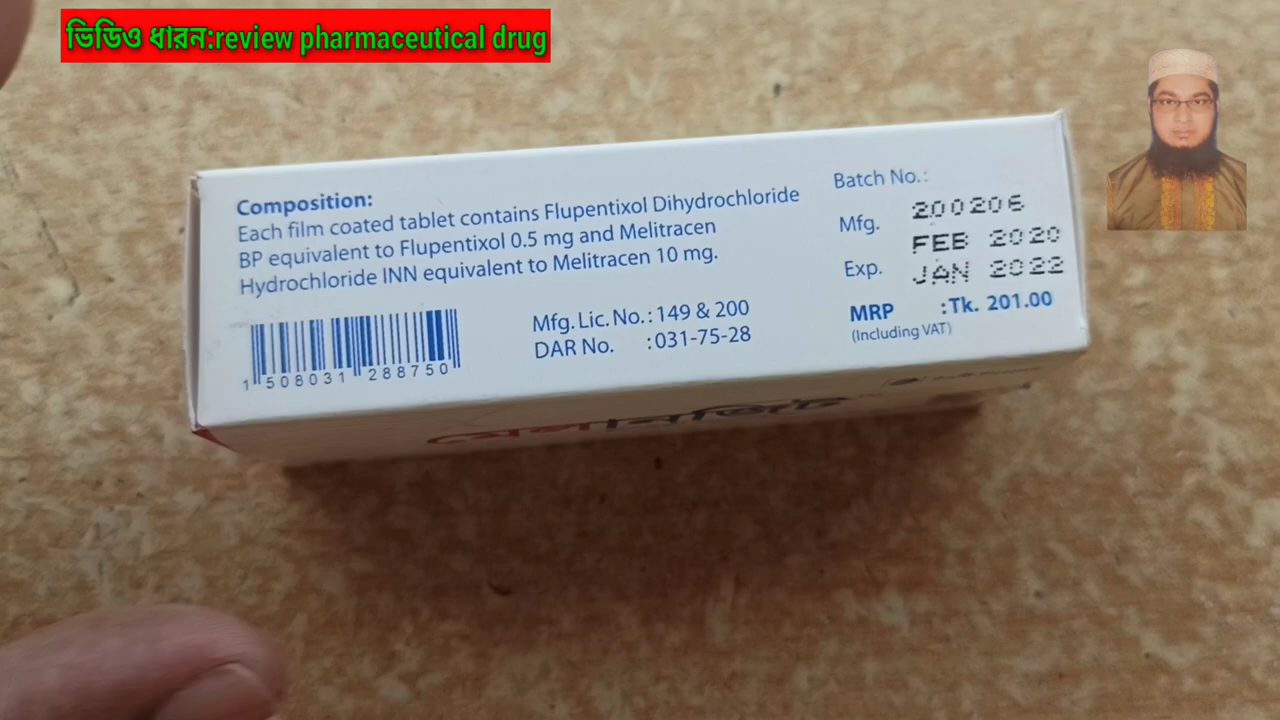 ভিডিও ধারন:review pharmaceutical drug
Composition:
Each film coated tablet contains Flupentixol Dihydrochloride
BP equivalent to Flupentixol 0.5 mg and Melitracen
Hydrochloride INN equivalent to Melitracen 10 mg.
1 508031 288750
Mfg. Lic. No. : 149 & 200
DAR No. : 031-75-28
Batch No.: 200206
Mfg. FEB 2020
Exp. JAN 2022
MRP :Tk. 201.00
(Including VAT)